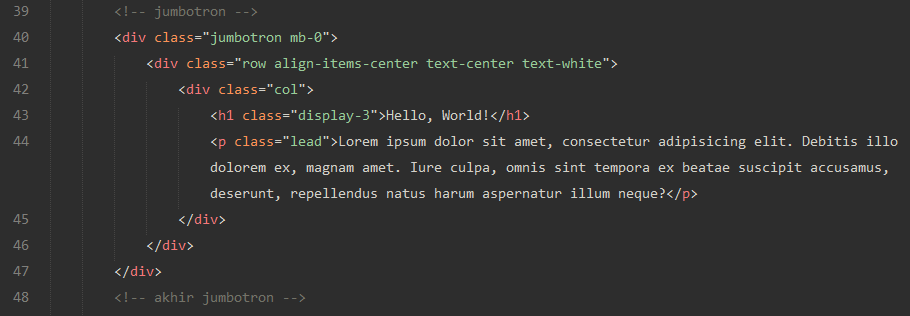 39 <!-- jumbotron -->
40 <div class="jumbotron mb-0">
41 <div class="row align-items-center text-center text-white">
42 <div class="col">
43 <h1 class="display-3">Hello, World!</h1>
44 <p class="lead">Lorem ipsum dolor sit amet, consectetur adipisicing elit. Debitis illo
dolorem ex, magnam amet. Iure culpa, omnis sint tempora ex beatae suscipit accusamus,
deserunt, repellendus natus harum aspernatur illum neque?</p>
45 </div>
46 </div>
47 </div>
48 <!-- akhir jumbotron -->